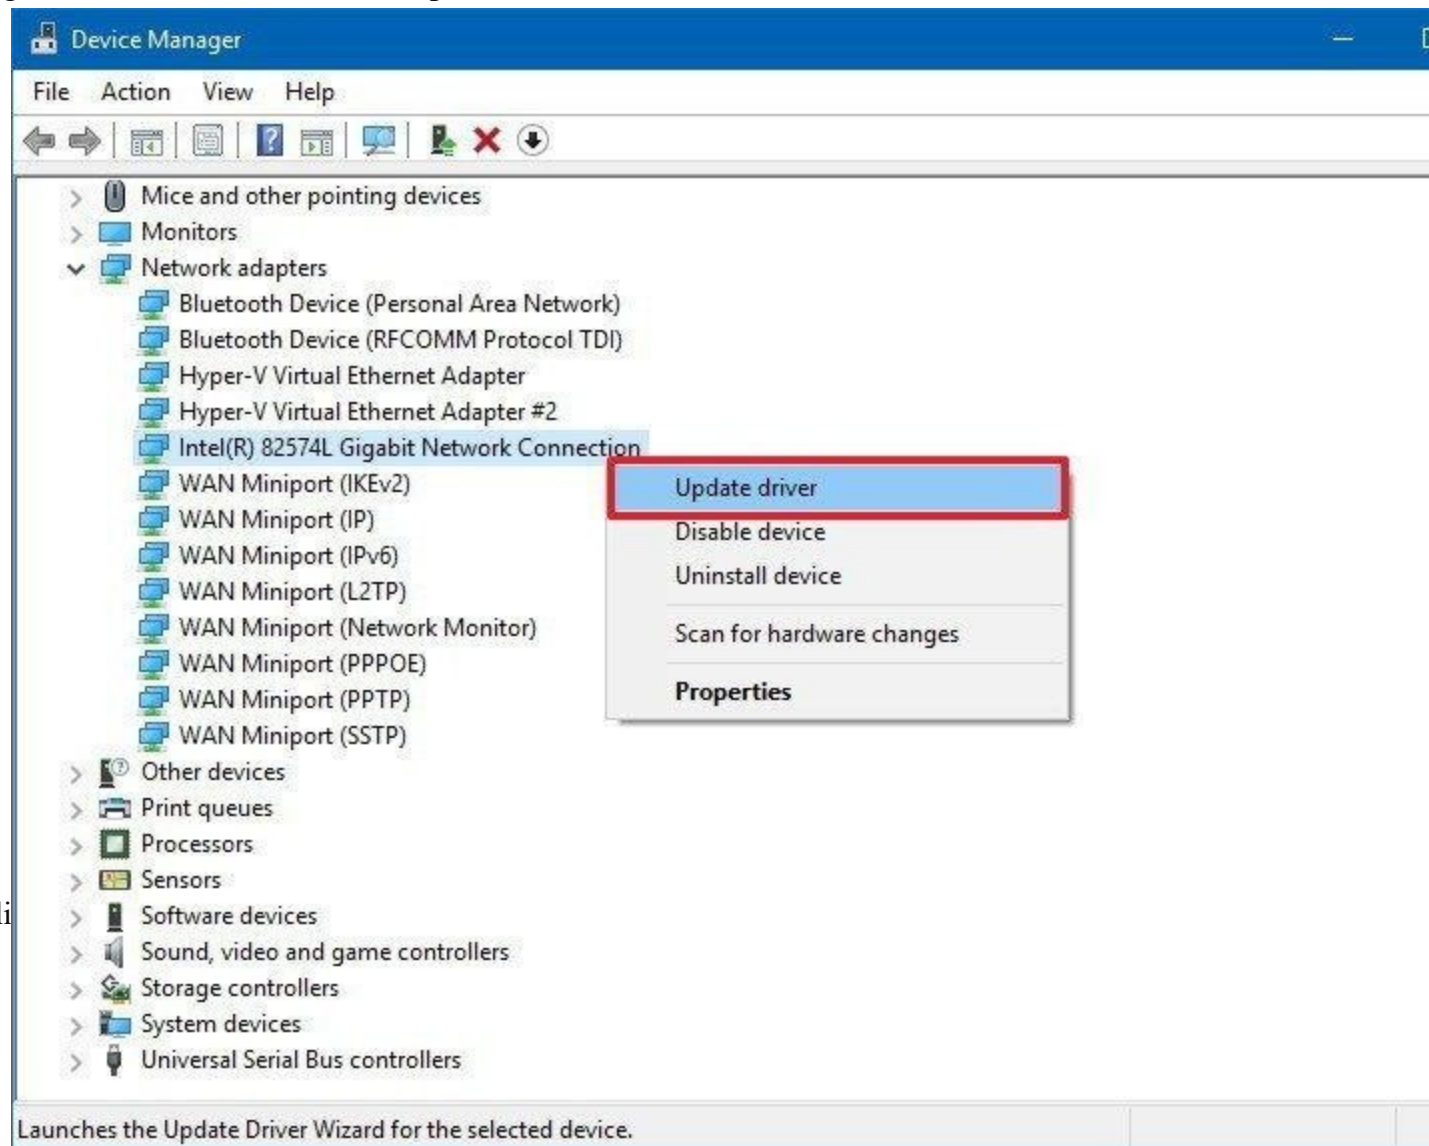 Device Manager
File Action View Help
Mice and other pointing devices
Monitors
Network adapters
Bluetooth Device (Personal Area Network)
Bluetooth Device (RFCOMM Protocol TDI)
Hyper-V Virtual Ethernet Adapter
Hyper-V Virtual Ethernet Adapter #2
Intel(R) 82574L Gigabit Network Connection
WAN Miniport (IKEv2)
Update driver
WAN Miniport (IP)
Disable device
WAN Miniport (IPv6)
Uninstall device
WAN Miniport (L2TP)
WAN Miniport (Network Monitor)
Scan for hardware changes
WAN Miniport (PPPOE)
WAN Miniport (PPTP)
Properties
WAN Miniport (SSTP)
Other devices
Print queues
Processors
Sensors
Software devices
Sound, video and game controllers
Storage controllers
System devices
Universal Serial Bus controllers
Launches the Update Driver Wizard for the selected device.